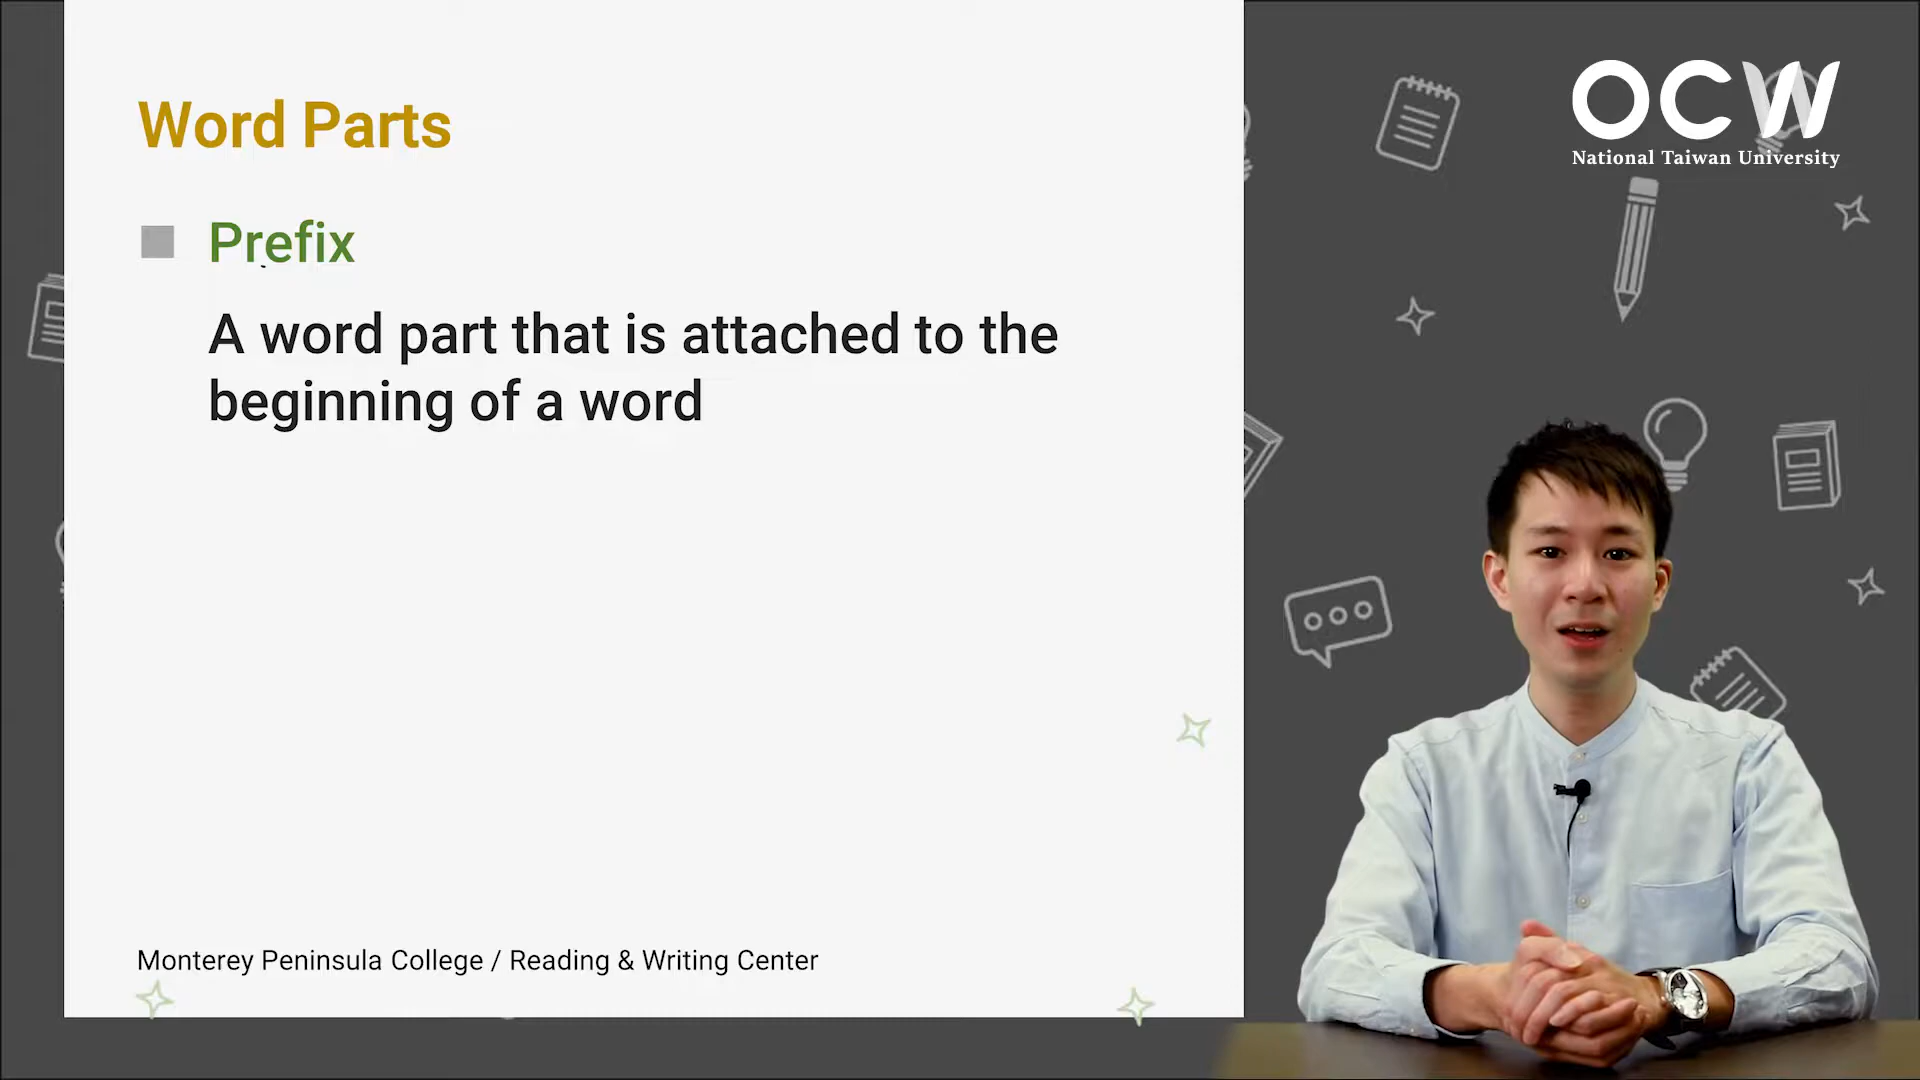 Word Parts
Prefix
A word part that is attached to the
beginning of a word
Monterey Peninsula College / Reading & Writing Center
OCW
National Taiwan University